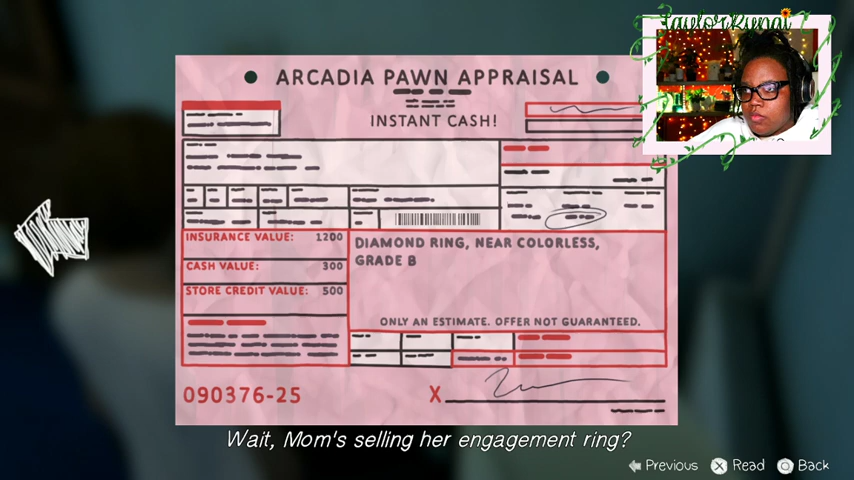 TaylorRynai
ARCADIA PAWN APPRAISAL
INSTANT CASH!
INSURANCE VALUE: 1200
CASH VALUE: 300
STORE CREDIT VALUE: 500
DIAMOND RING, NEAR COLORLESS,
GRADE B
ONLY AN ESTIMATE. OFFER NOT GUARANTEED.
090376-25
X
Wait, Mom's selling her engagement ring?
Previous
Read
Back